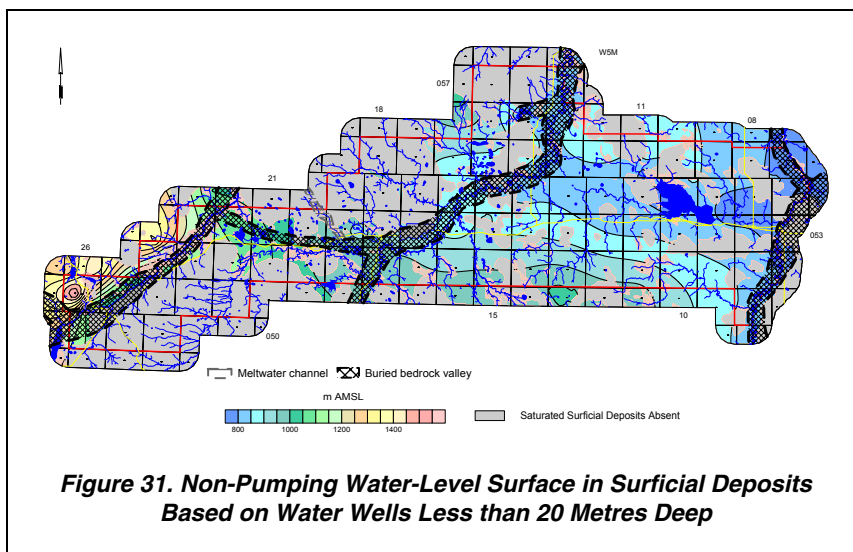 W5M
057
11
18
08
21
053
26
15
10
050
Meltwater channel Buried bedrock valley
m AMSL
Saturated Surficial Deposits Absent
800 1000 1200 1400
Figure 31. Non-Pumping Water-Level Surface in Surficial Deposits
Based on Water Wells Less than 20 Metres Deep